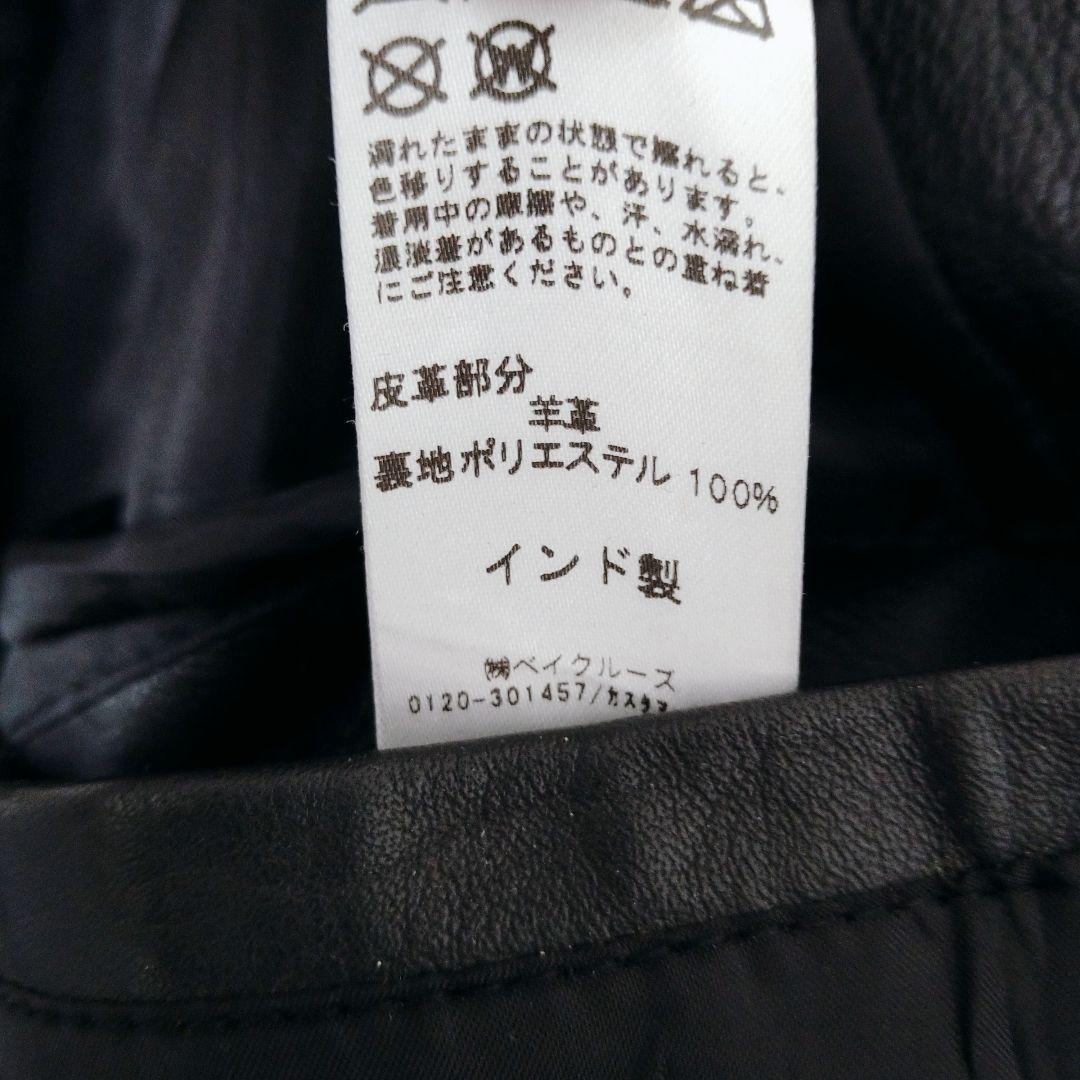 W
濡れたままの状態で擦れると、
色移りすることがあります。
着用中の摩擦や、汗、水濡れ、
濃淡差があるものとの重ね着
にご注意ください。
皮革部分
羊革
裏地ポリエステル 100%
インド製
㈱ベイクルーズ
0120-301457/カスタマ